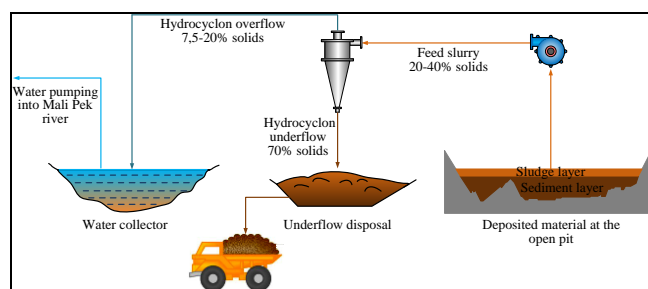 Hydrocyclon overflow
7,5-20% solids
Feed slurry
20-40% solids
Water pumping
into Mali Pek
river
Hydrocyclon
underflow
70% solids
Sludge layer
Sediment layer
Water collector
Underflow disposal
Deposited material at the
open pit